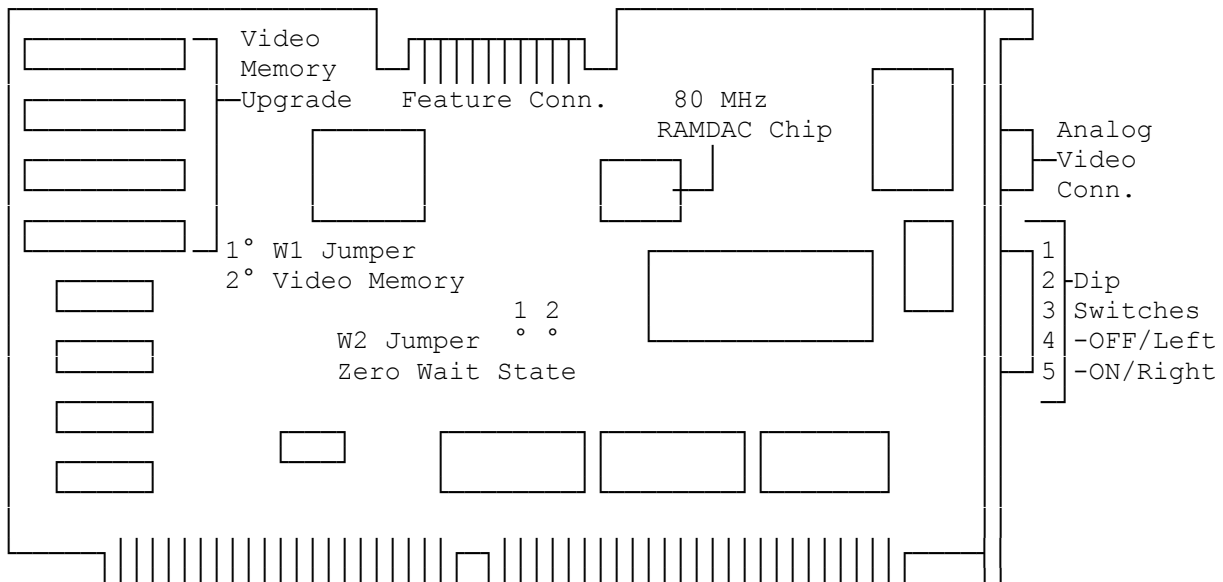 Video
Memory
Upgrade
Feature Conn.
80 MHz
RAMDAC Chip
Analog
Video
Conn.
1° W1 Jumper
2° Video Memory
1 2
W2 Jumper ° °
Zero Wait State
1
2 Dip
3 Switches
4 -OFF/Left
5 -ON/Right